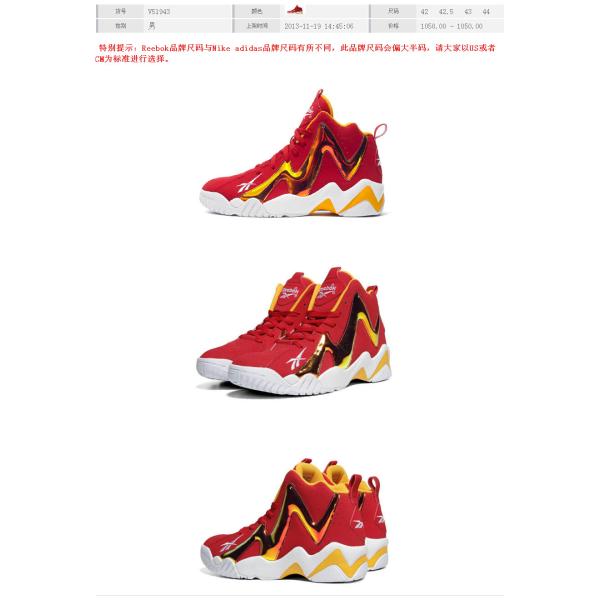 货号 V51943 颜色 尺码 42 42.5 43 44
性别 男 上架时间 2013-11-19 14:45:06 价格 1050.00 - 1050.00
特别提示：Reebok品牌尺码与Nike adidas品牌尺码有所不同，此品牌尺码会偏大半码，请大家以US或者
CM为标准进行选择。
Reebok